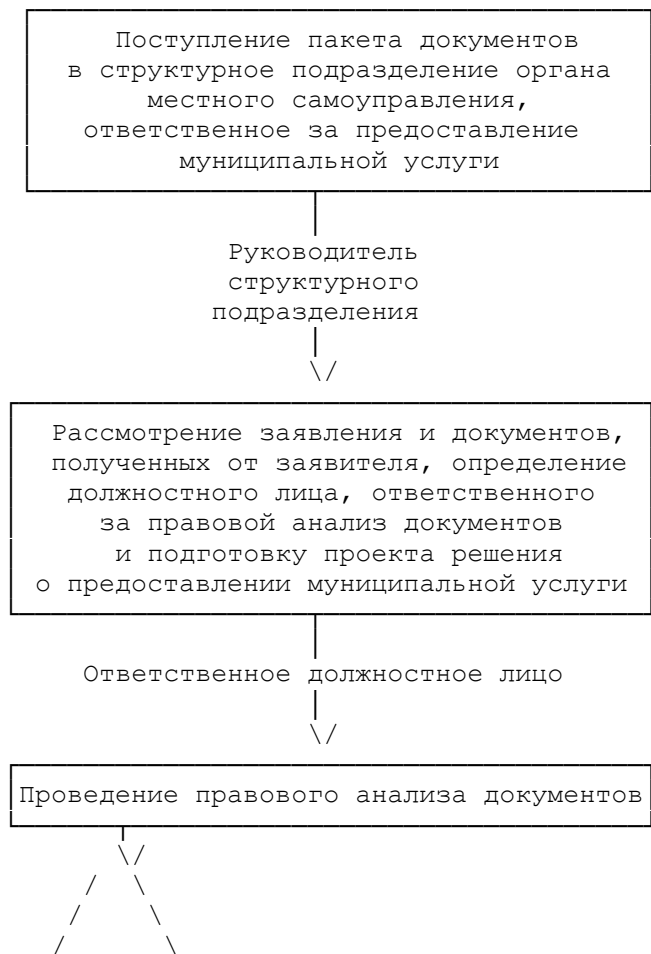 Поступление пакета документов
в структурное подразделение органа
местного самоуправления,
ответственное за предоставление
муниципальной услуги
Руководитель
структурного
подразделения
Рассмотрение заявления и документов,
полученных от заявителя, определение
должностного лица, ответственного
за правовой анализ документов
и подготовку проекта решения
о предоставлении муниципальной услуги
Ответственное должностное лицо
Проведение правового анализа документов